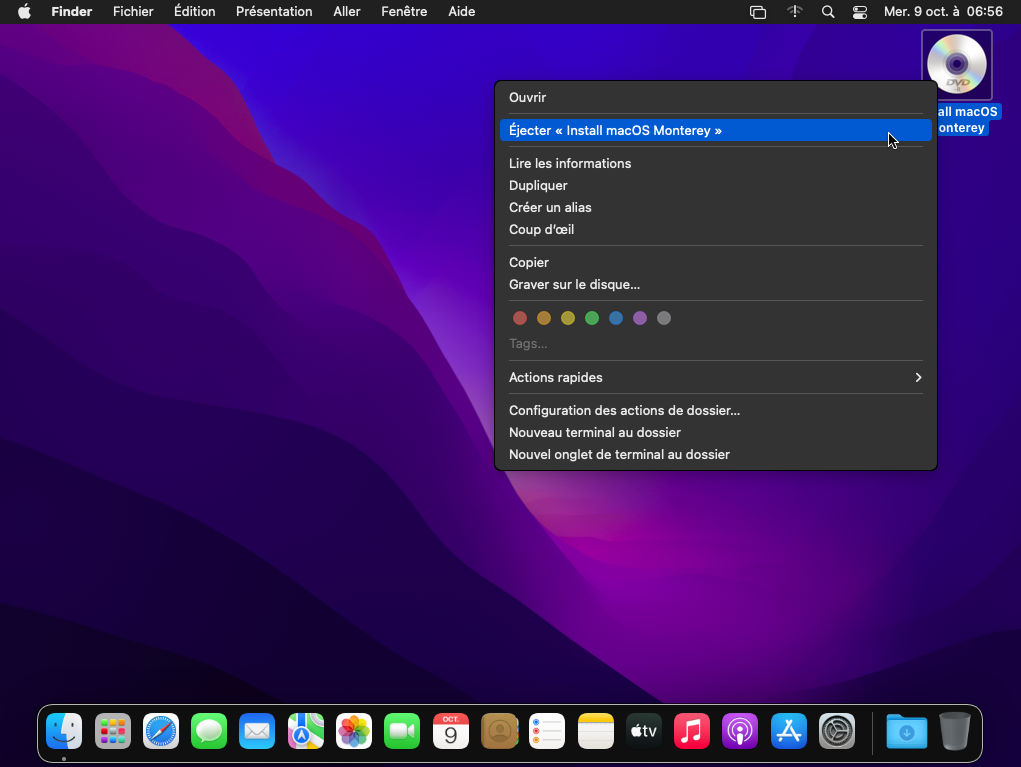 Finder Fichier Édition Présentation Aller Fenêtre Aide Mer. 9 oct. à 06:56
DVD
all macOS
onterey
Ouvrir
Éjecter « Install macOS Monterey »
Lire les informations
Dupliquer
Créer un alias
Coup d’œil
Copier
Graver sur le disque...
Tags...
Actions rapides
Configuration des actions de dossier...
Nouveau terminal au dossier
Nouvel onglet de terminal au dossier
OCT.
9
tv